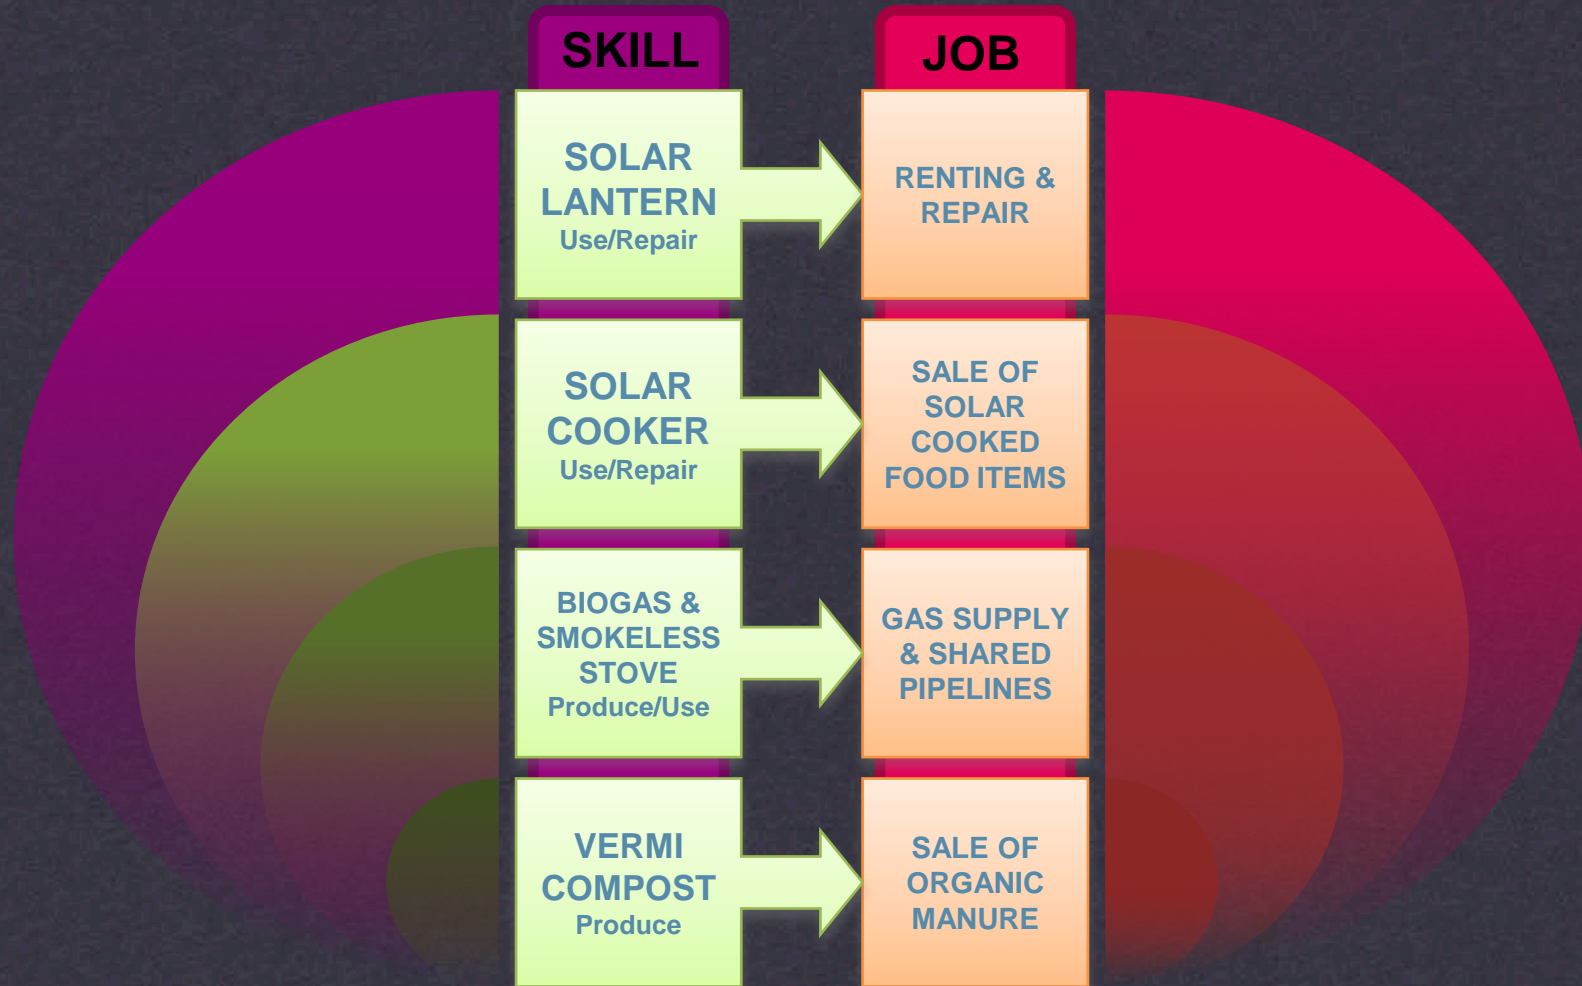 SKILL
JOB
SOLAR
LANTERN
Use/Repair
RENTING &
REPAIR
SOLAR
COOKER
Use/Repair
SALE OF
SOLAR
COOKED
FOOD ITEMS
BIOGAS &
SMOKELESS
STOVE
Produce/Use
GAS SUPPLY
& SHARED
PIPELINES
VERMI
COMPOST
Produce
SALE OF
ORGANIC
MANURE